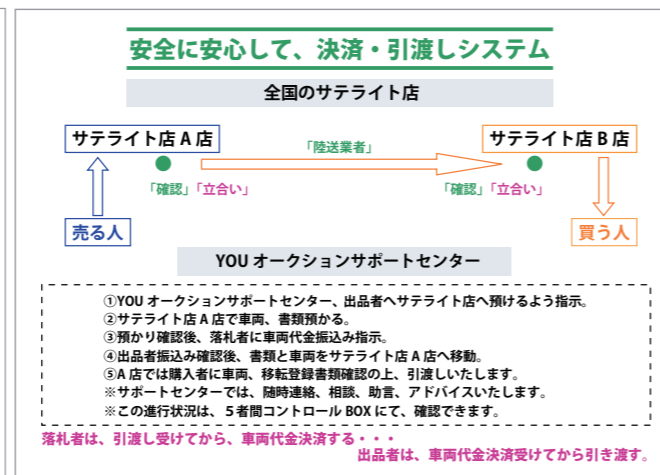 安全に安心して、決済・引渡しシステム
全国のサテライト店
サテライト店 A 店
サテライト店 B 店
「陸送業者」
「確認」「立合い」
「確認」「立合い」
売る人
買う人
YOU オークションサポートセンター
①YOU オークションサポートセンター、出品者へサテライト店へ預けるよう指示。
②サテライト店 A 店で車両、書類預かる。
③預かり確認後、落札者に車両代金振込み指示。
④出品者振込み確認後、書類と車両をサテライト店 A 店へ移動。
⑤A 店では購入者に車両、移転登録書類確認の上、引渡しいたします。
※サポートセンターでは、随時連絡、相談、助言、アドバイスいたします。
※この進行状況は、５者間コントロール BOX にて、確認できます。
落札者は、引渡し受けてから、車両代金決済する・・・
出品者は、車両代金決済受けてから引き渡す。